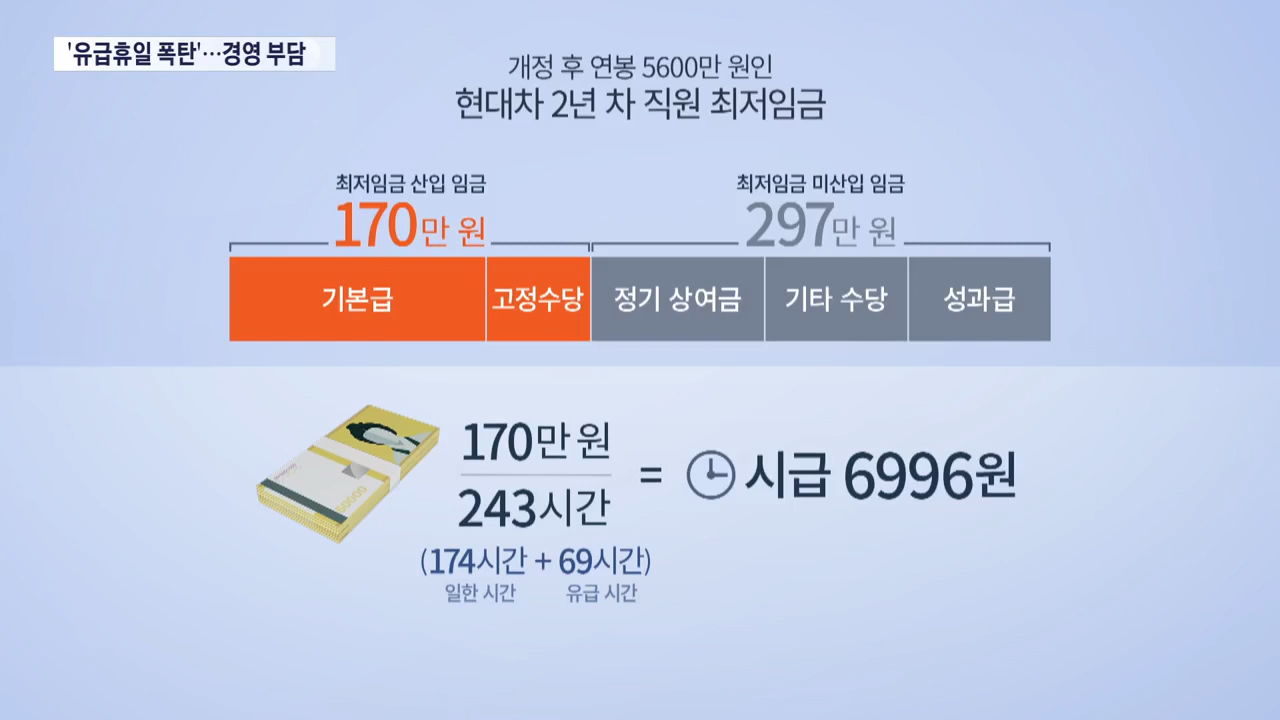 '유급휴일 폭탄'…경영 부담
개정 후 연봉 5600만 원인
현대차 2년 차 직원 최저임금
최저임금 산입 임금
170만 원
최저임금 미산입 임금
297만 원
기본급 고정수당 정기 상여금 기타 수당 성과급
170만 원
243시간
= 시급 6996원
(174시간 + 69시간)
일한 시간 유급 시간
50000